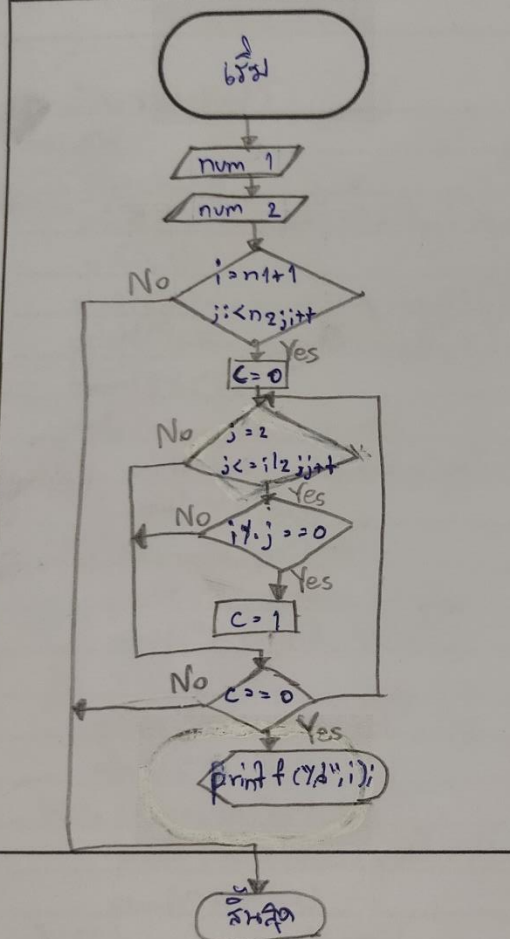 เริ่ม
num 1
num 2
i=n1+1
No
;i<n2;i++
Yes
C=0
No
j=2
j<=i/2;j++
Yes
No
i%j==0
Yes
C=1
No
C==0
Yes
printf("%d",i);
สิ้นสุด